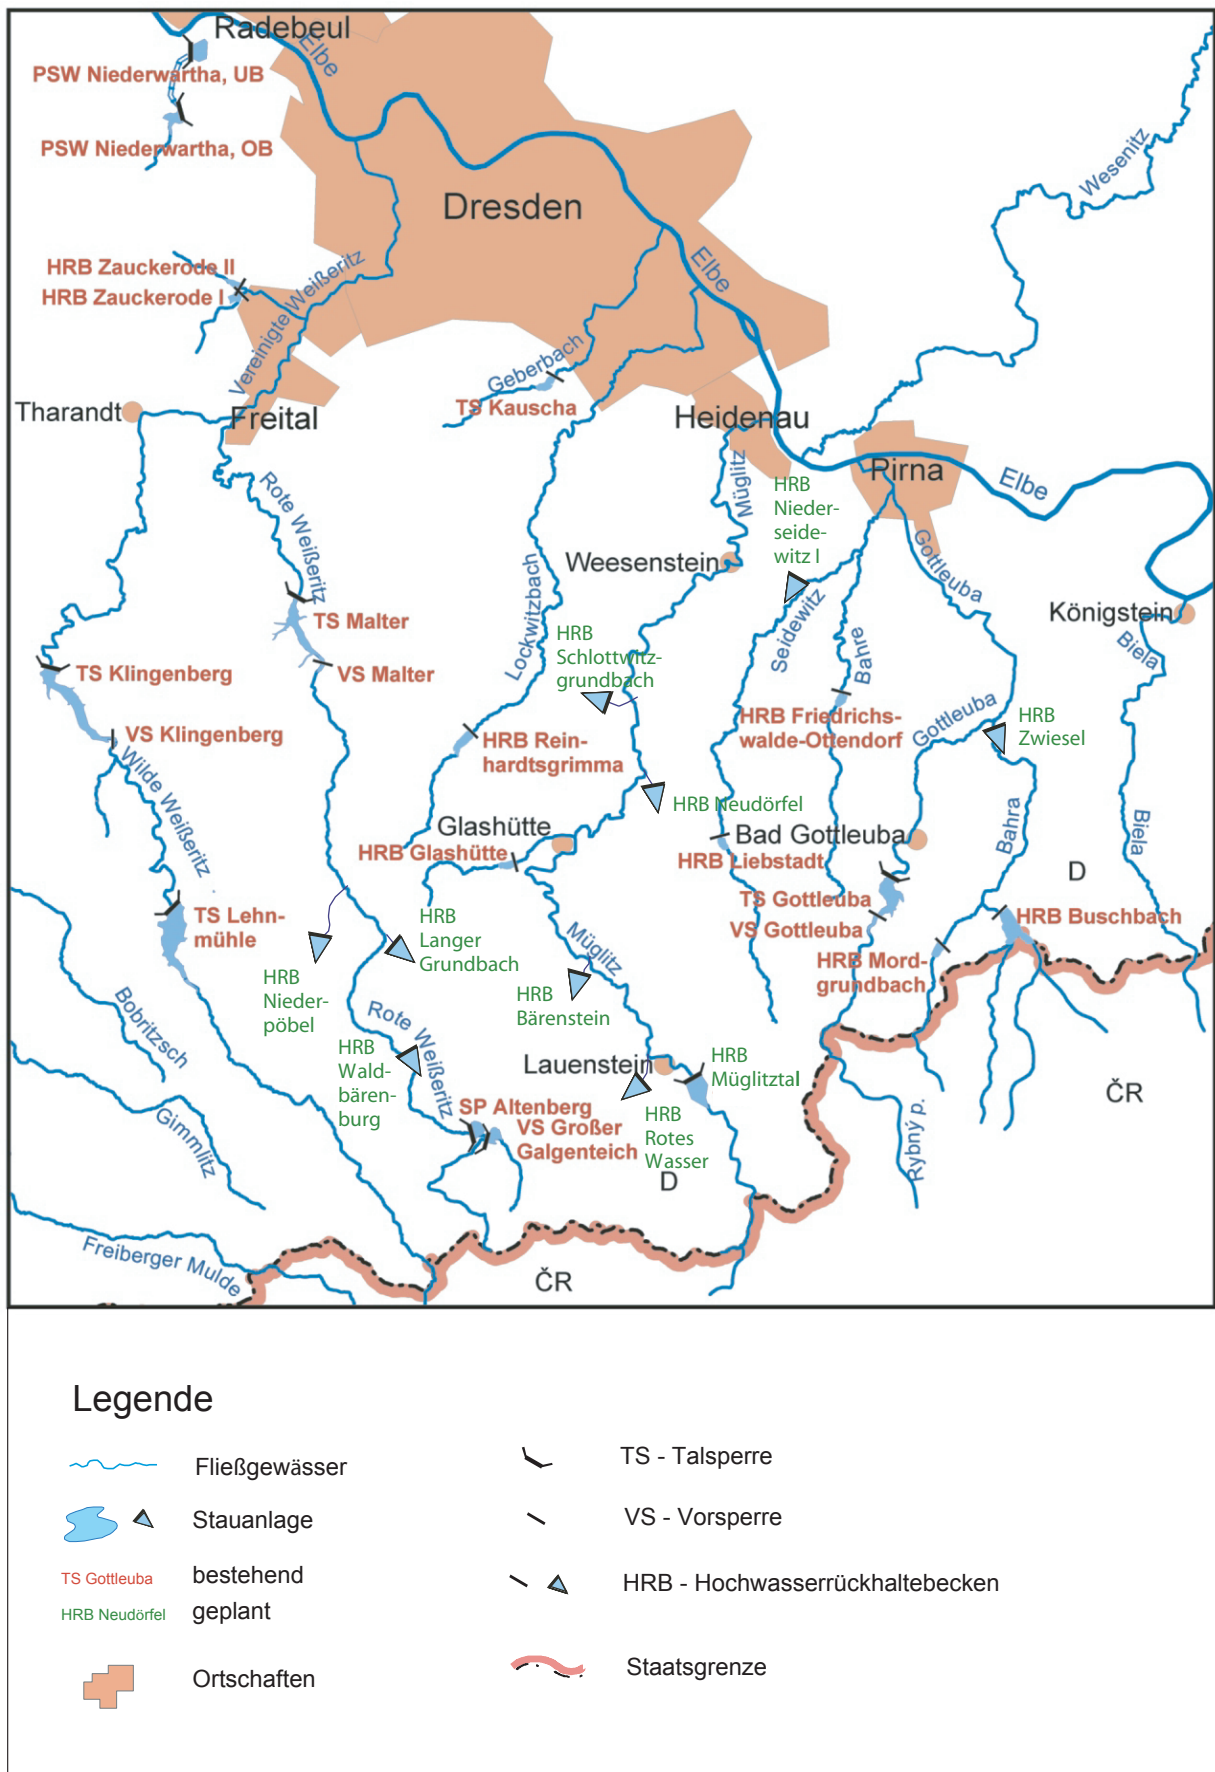 Radebeul
Elbe
PSW Niederwartha, UB
PSW Niederwartha, OB
Wesenitz
Dresden
Elbe
HRB Zauckerode II
HRB Zauckerode I
Vereinigte Weißeritz
Geberbach
TS Kauscha
Tharandt
Freital
Heidenau
Pirna
Elbe
Rote Weißeritz
Müglitz
HRB
Nieder-
seide-
witz I
Gottleuba
Weesenstein
Lockwitzbach
Königstein
TS Malter
Seidewitz
Bahre
Biela
HRB
Schlottwitz-
grundbach
TS Klingenberg
VS Malter
VS Klingenberg
HRB Friedrichs-
walde-Ottendorf
Gottleuba
HRB
Zwiesel
HRB Rein-
hardtsgrimma
Wilde Weißeritz
HRB Neudörfel
Glashütte
Bad Gottleuba
Bahra
Biela
HRB Glashütte
HRB Liebstadt
D
TS Gottleuba
VS Gottleuba
HRB Buschbach
TS Lehn-
mühle
HRB
Langer
Grundbach
Müglitz
HRB Mord-
grundbach
HRB
Nieder-
pöbel
HRB
Bärenstein
Bobritzsch
Rote Weißeritz
HRB
Wald-
bären-
burg
Lauenstein
HRB
Müglitztal
ČR
Gimmlitz
SP Altenberg
VS Großer
Galgenteich
HRB
Rotes
Wasser
Rybný p.
D
Freiberger Mulde
ČR
Legende
Fließgewässer
TS - Talsperre
Stauanlage
VS - Vorsperre
TS Gottleuba bestehend
HRB - Hochwasserrückhaltebecken
HRB Neudörfel geplant
Ortschaften
Staatsgrenze